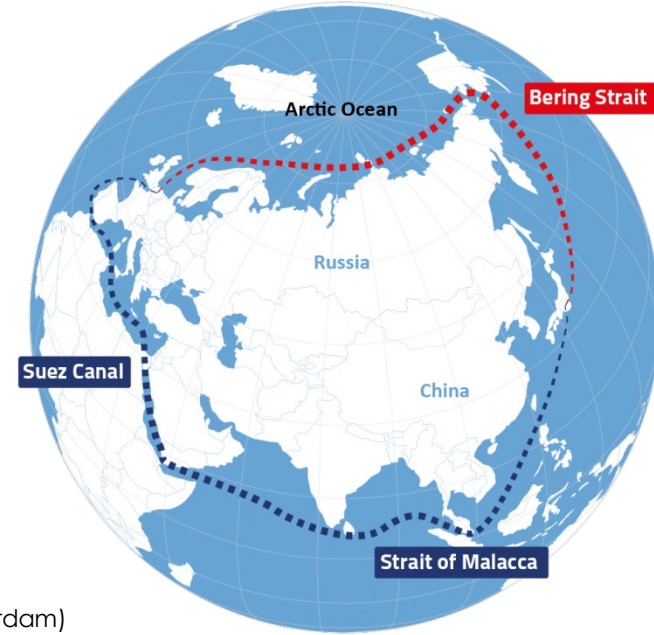 Bering Strait
Arctic Ocean
Russia
Suez Canal
China
Strait of Malacca
rdam)